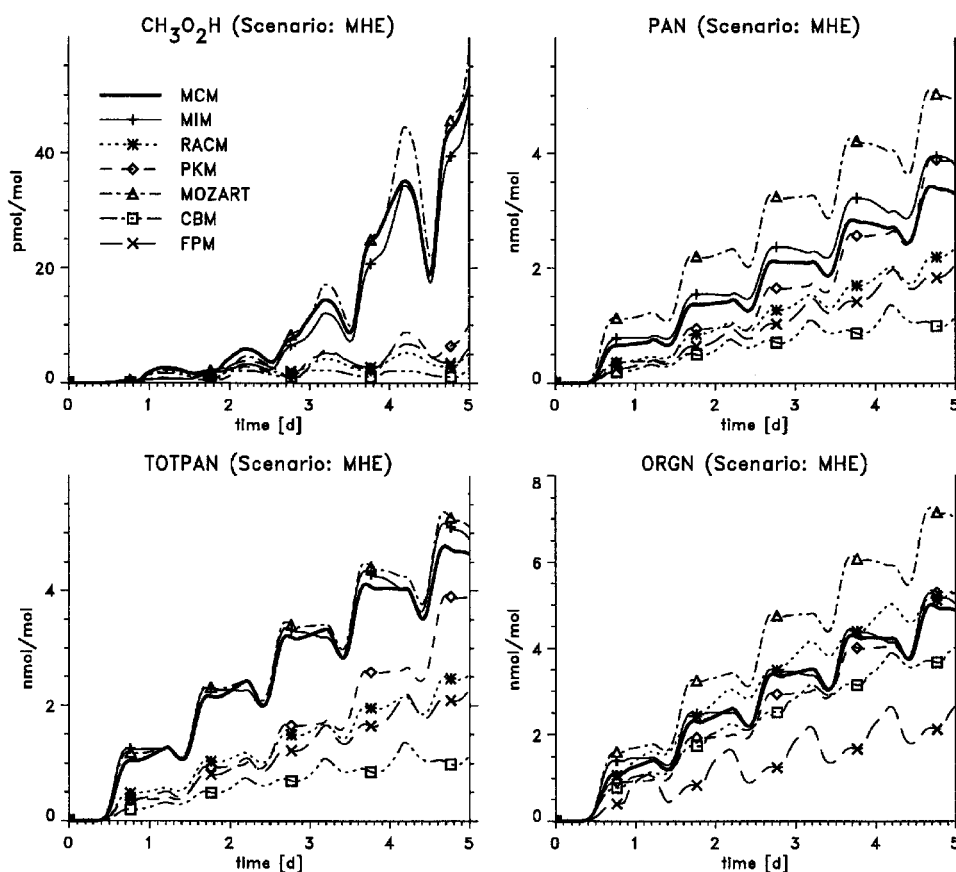 CH3O2H (Scenario: MHE)
pmol/mol
40
20
0
MCM
MIM
RACM
PKM
MOZART
CBM
FPM
0 1 2 3 4 5
time [d]
PAN (Scenario: MHE)
nmol/mol
4
2
0
0 1 2 3 4 5
time [d]
TOTPAN (Scenario: MHE)
nmol/mol
4
2
0
0 1 2 3 4 5
time [d]
ORGN (Scenario: MHE)
nmol/mol
8
6
4
2
0
0 1 2 3 4 5
time [d]